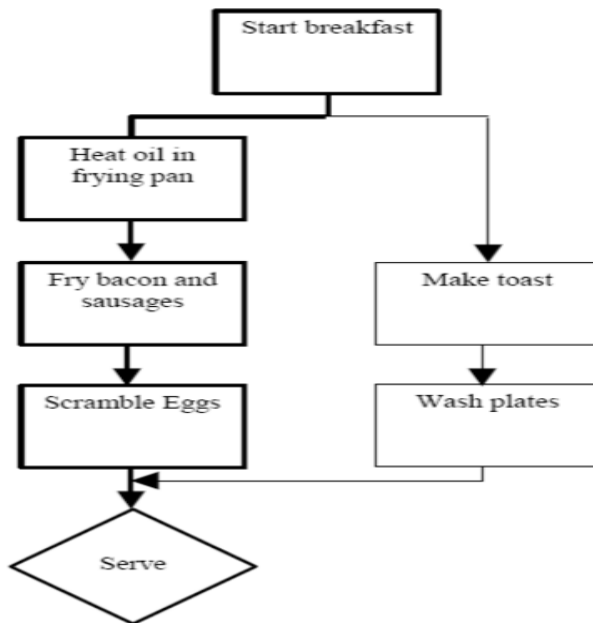 Start breakfast
Heat oil in
frying pan
Fry bacon and
sausages
Make toast
Scramble Eggs
Wash plates
Serve